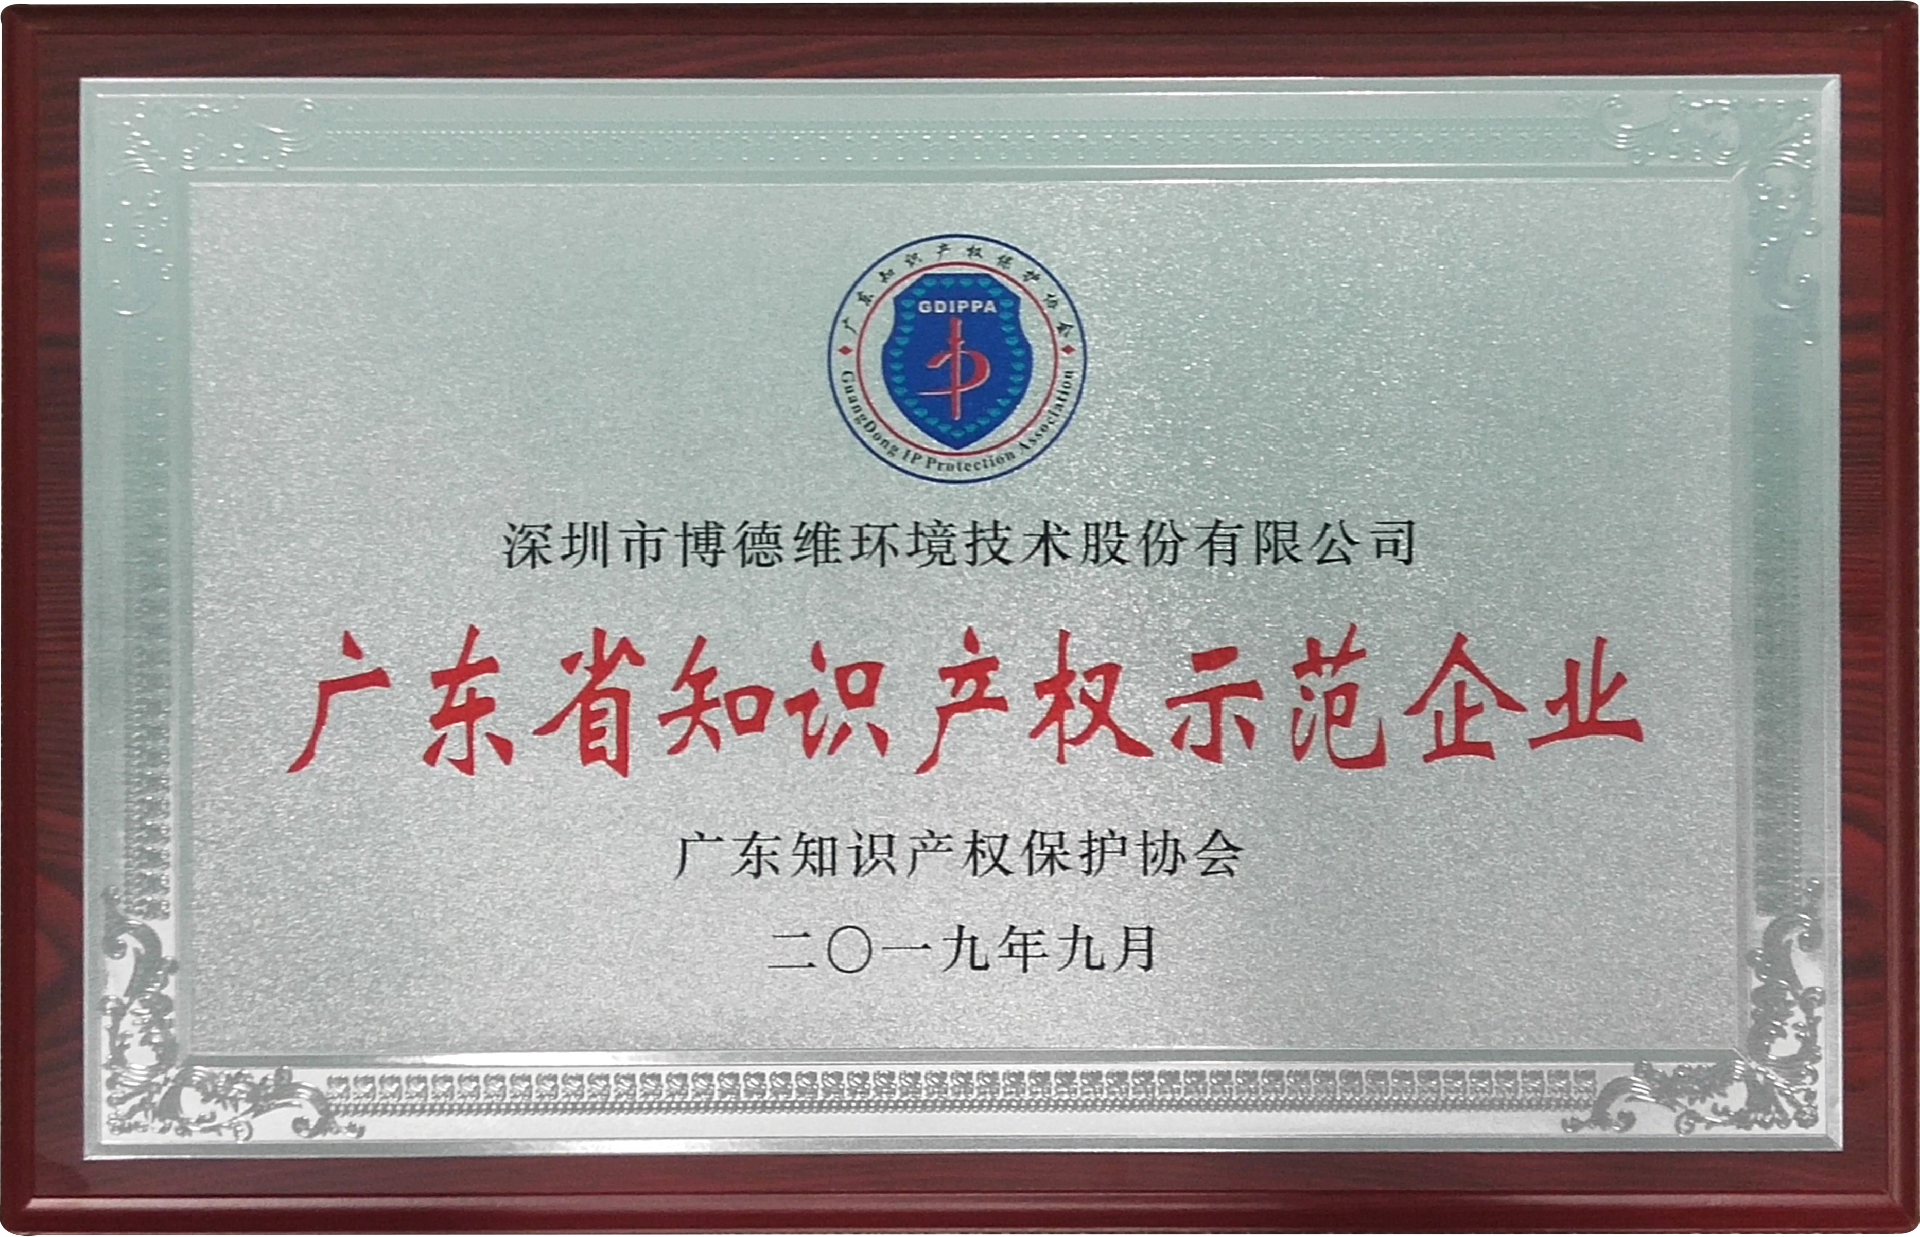 广东知识产权保护协会
GDIPPA
GuangDong IP Protection Association
深圳市博德维环境技术股份有限公司
广东省知识产权示范企业
广东知识产权保护协会
二〇一九年九月